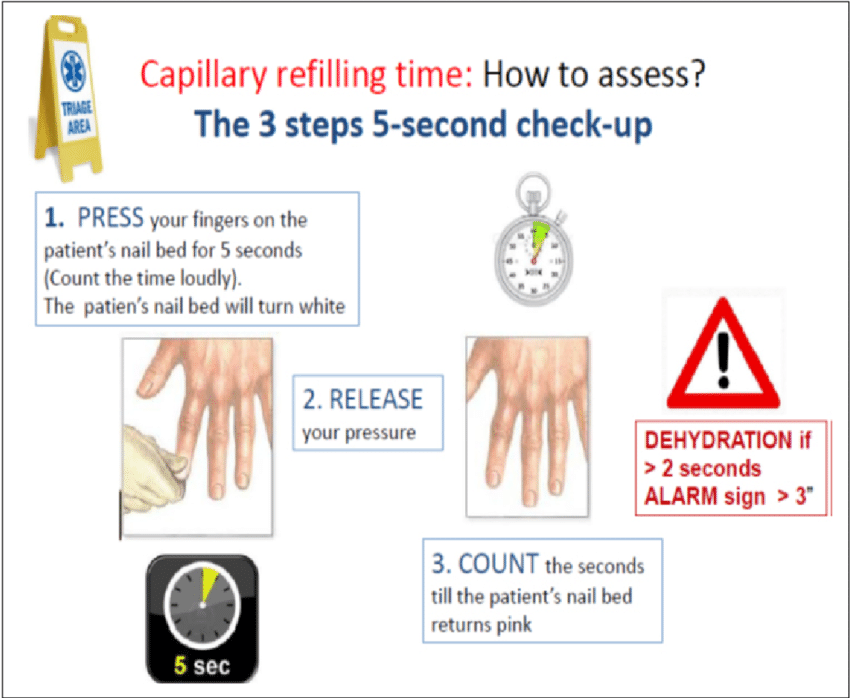 TRIAGE
AREA
Capillary refilling time: How to assess?
The 3 steps 5-second check-up
1. PRESS your fingers on the
patient's nail bed for 5 seconds
(Count the time loudly).
The patien's nail bed will turn white
2. RELEASE
your pressure
DEHYDRATION if
> 2 seconds
ALARM sign > 3"
3. COUNT the seconds
till the patient's nail bed
returns pink
5 sec